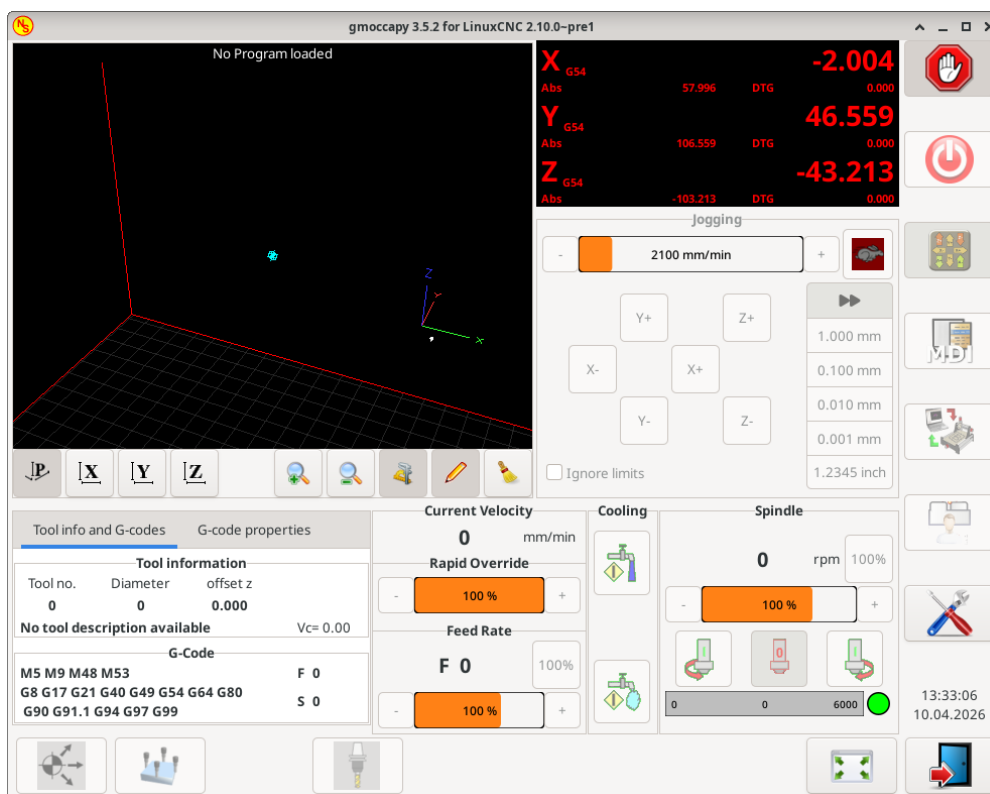 NS
gmoccapy 3.5.2 for LinuxCNC 2.10.0~pre1
No Program loaded
X G54 -2.004
Abs 57.996 DTG 0.000
Y G54 46.559
Abs 106.559 DTG 0.000
Z G54 -43.213
Abs -103.213 DTG 0.000
Jogging
- 2100 mm/min +
Z
Y
X
Y+ Z+
X- X+
Y- Z-
1.000 mm
0.100 mm
0.010 mm
0.001 mm
1.2345 inch
Ignore limits
MDI
P X Y Z
Tool info and G-codes G-code properties
Tool information
Tool no. Diameter offset z
0 0 0.000
No tool description available Vc= 0.00
G-Code
M5 M9 M48 M53
G8 G17 G21 G40 G49 G54 G64 G80
G90 G91.1 G94 G97 G99
F 0
S 0
Current Velocity
0 mm/min
Rapid Override
- 100 % +
Feed Rate
F 0 100%
- 100 % +
Cooling
Spindle
0 rpm 100%
- 100 % +
I 0 I
0 0 6000
13:33:06
10.04.2026